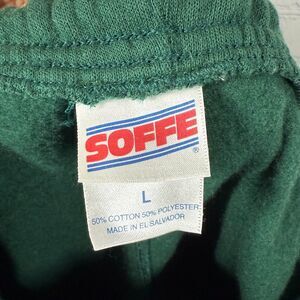 SOFFE®
L
50% COTTON 50% POLYESTER
MADE IN EL SALVADOR